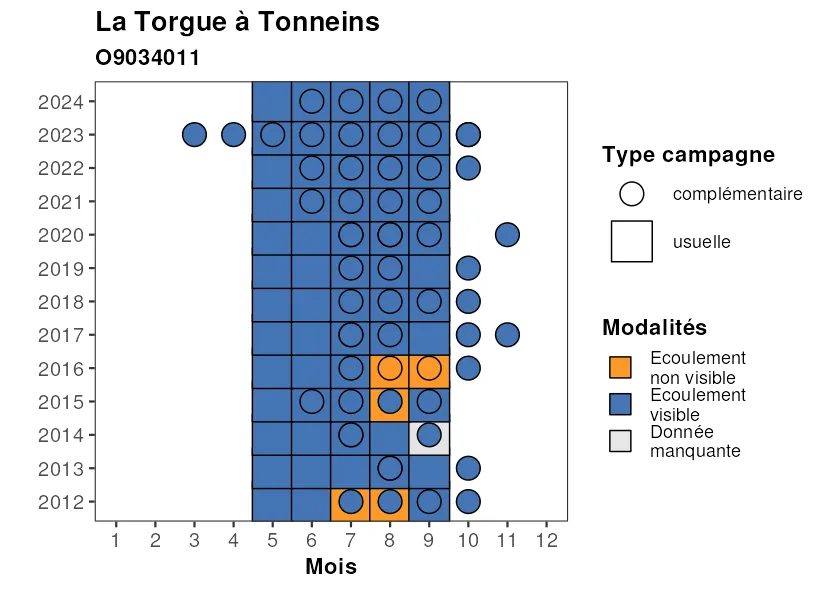 La Torgue à Tonneins
O9034011
2024
2023
2022
2021
2020
2019
2018
2017
2016
2015
2014
2013
2012
1 2 3 4 5 6 7 8 9 10 11 12
Mois
Type campagne
complémentaire
usuelle
Modalités
Ecoulement
non visible
Ecoulement
visible
Donnée
manquante